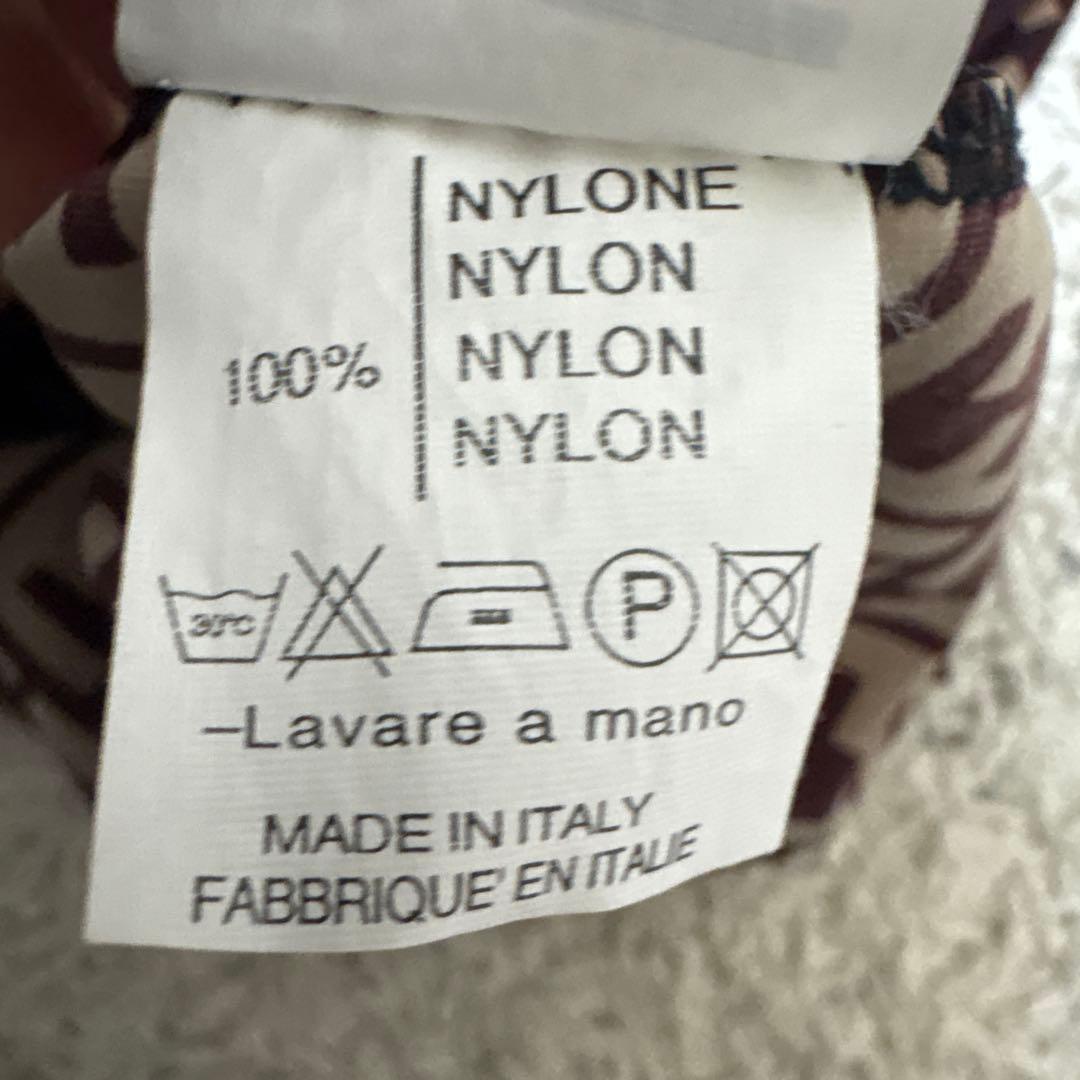 NYLONE
NYLON
100% NYLON
NYLON
30°C P
–Lavare a mano
MADE IN ITALY
FABBRIQUE' EN ITALIE